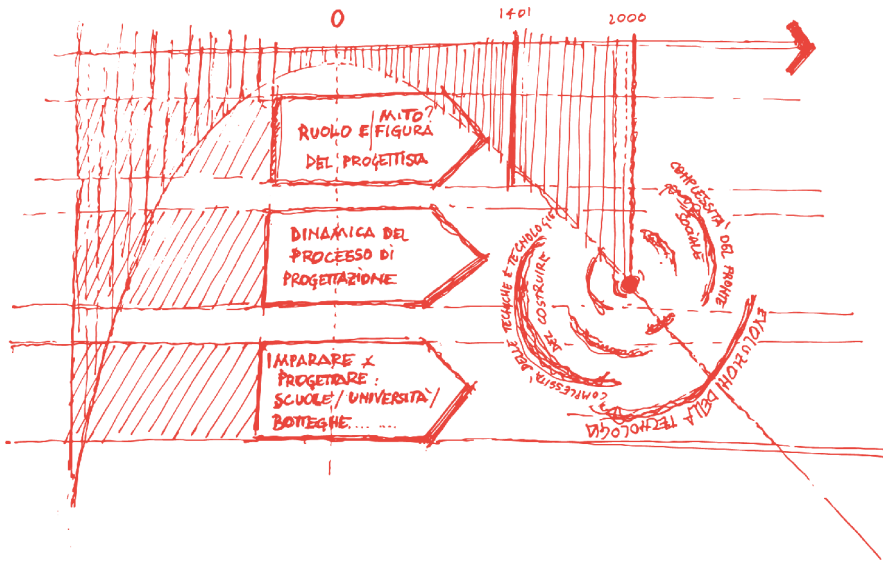 0
1401
2000
MITO?
RUOLO E/FIGURA
DEL PROGETTISTA
DINAMICA DEL
PROCESSO DI
PROGETTAZIONE
IMPARARE X
PROGETTARE:
SCUOLE/UNIVERSITÀ/
BOTTEGHE........
COMPLESSITÀ DEL FRONTE
SOCIALE
COMPLESSITÀ DELLE TECNICHE E TECNOLOGIE
DEL COSTRUIRE
EVOLUZIONI DELLA TECNOLOGIA